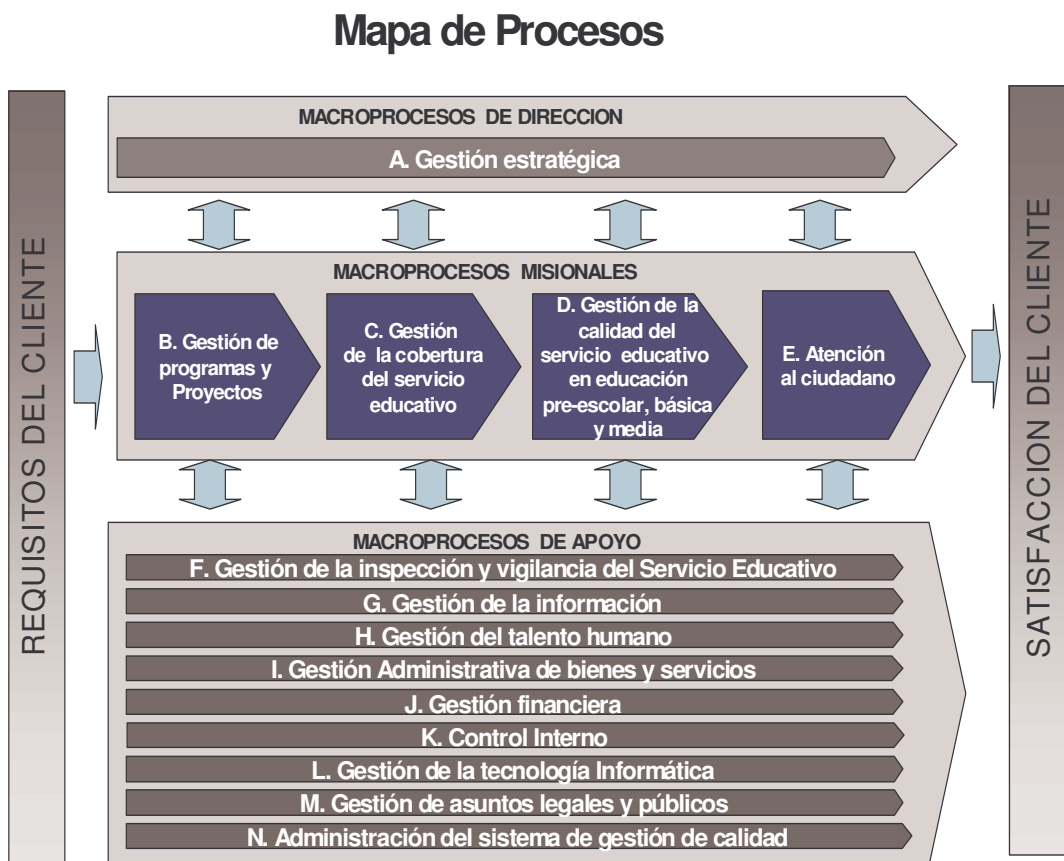 Mapa de Procesos
REQUISITOS DEL CLIENTE
MACROPROCESOS DE DIRECCION
A. Gestión estratégica
MACROPROCESOS MISIONALES
B. Gestión de
programas y
Proyectos
C. Gestión
de la cobertura
del servicio
educativo
D. Gestión de la
calidad del
servicio educativo
en educación
pre-escolar, básica
y media
E. Atención
al ciudadano
MACROPROCESOS DE APOYO
F. Gestión de la inspección y vigilancia del Servicio Educativo
G. Gestión de la información
H. Gestión del talento humano
I. Gestión Administrativa de bienes y servicios
J. Gestión financiera
K. Control Interno
L. Gestión de la tecnología Informática
M. Gestión de asuntos legales y públicos
N. Administración del sistema de gestión de calidad
SATISFACCION DEL CLIENTE